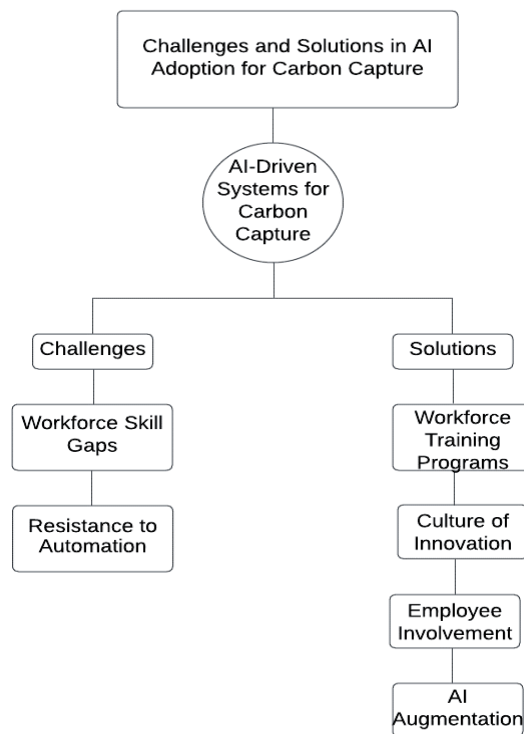 Challenges and Solutions in AI
Adoption for Carbon Capture
AI-Driven
Systems for
Carbon
Capture
Challenges
Solutions
Workforce Skill
Gaps
Workforce
Training
Programs
Resistance to
Automation
Culture of
Innovation
Employee
Involvement
AI
Augmentation